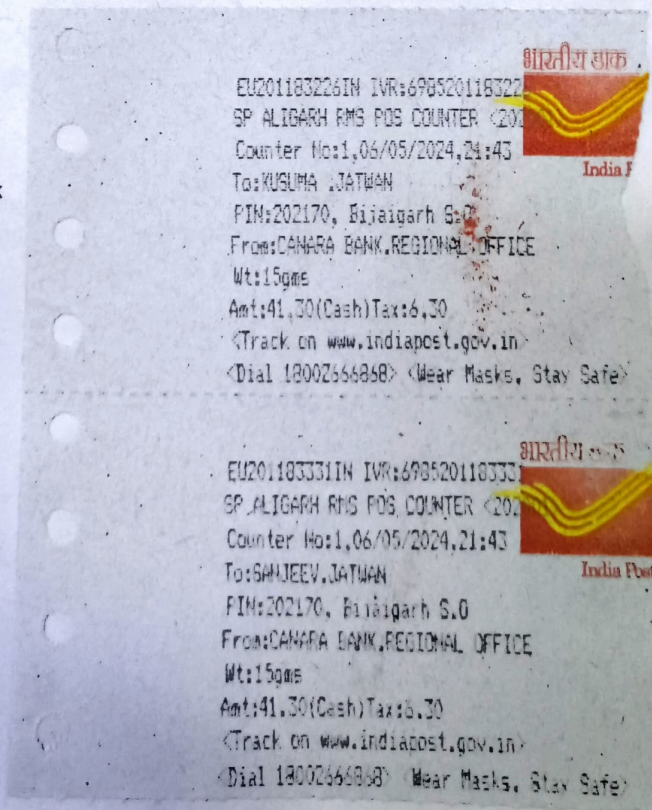 भारतीय डाक
EU201183226IN IVR:698520118322
SP ALIGARH RMS POS COUNTER <202
Counter No:1,06/05/2024,21:43
India P
To:KUSUMA .JATWAN
PIN:202170, Bijaigarh S.O
From:CANARA BANK.REGIONAL OFFICE
Wt:15gms
Amt:41.30(Cash)Tax:6.30
<Track on www.indiapost.gov.in>
<Dial 18002666868> <Wear Masks, Stay Safe>
भारतीय
EU201183331IN IVR:698520118333
SP ALIGARH RMS POS COUNTER <20
Counter No:1,06/05/2024,21:43
India Post
To:SANJEEV.JATWAN
PIN:202170, Bijaigarh S.O
From:CANARA BANK.REGIONAL OFFICE
Wt:15gms
Amt:41.30(Cash)Tax:6.30
<Track on www.indiapost.gov.in>
<Dial 18002666868> <Wear Masks, Stay Safe>